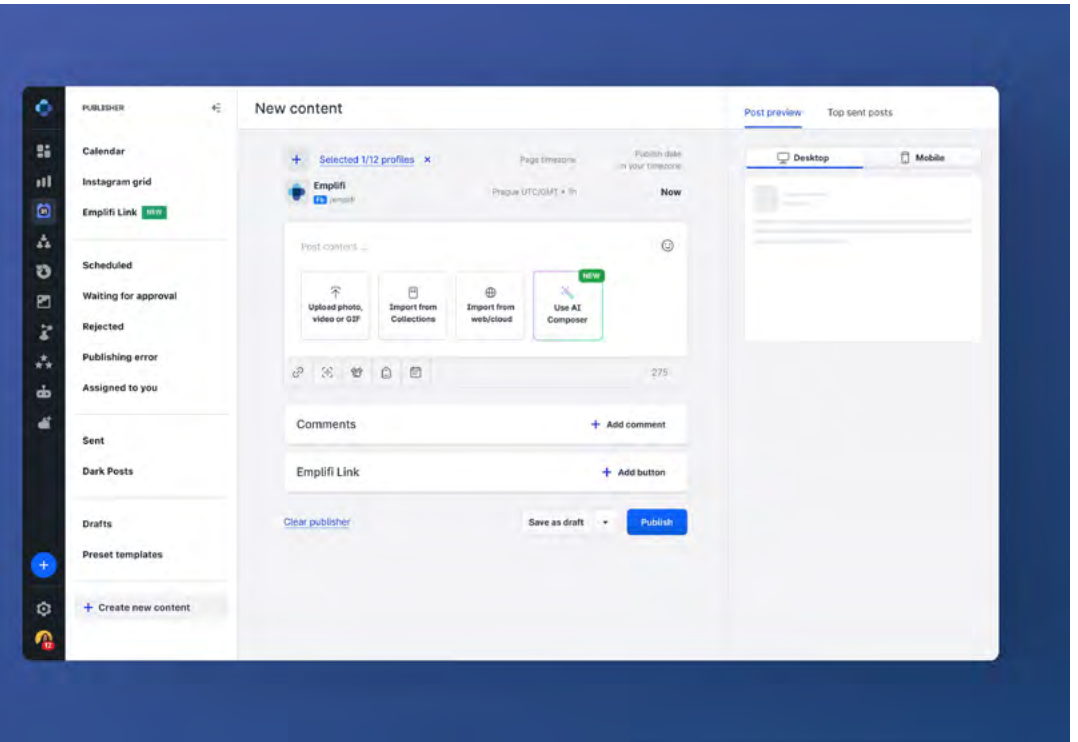 PUBLISHER
Calendar
Instagram grid
Emplifi Link NEW
Scheduled
Waiting for approval
Rejected
Publishing error
Assigned to you
Sent
Dark Posts
Drafts
Preset templates
+ Create new content
12
New content
+ Selected 1/12 profiles ×
Page timezone
Publish date
in your timezone
Emplifi
Fb /emplifi
Prague UTC/GMT + 1h
Now
Post content ...
Upload photo,
video or GIF
Import from
Collections
Import from
web/cloud
NEW
Use AI
Composer
275
Comments
+ Add comment
Emplifi Link
+ Add button
Clear publisher
Save as draft
Publish
Post preview
Top sent posts
Desktop
Mobile